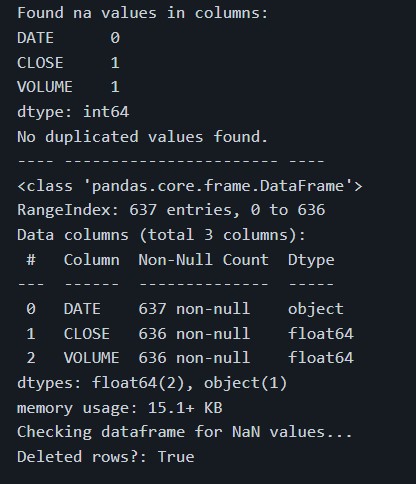 Found na values in columns:
DATE      0
CLOSE     1
VOLUME    1
dtype: int64
No duplicated values found.
---- ----------------------- ----
<class 'pandas.core.frame.DataFrame'>
RangeIndex: 637 entries, 0 to 636
Data columns (total 3 columns):
 #   Column  Non-Null Count  Dtype
---  ------  --------------  -----
 0   DATE    637 non-null    object
 1   CLOSE   636 non-null    float64
 2   VOLUME  636 non-null    float64
dtypes: float64(2), object(1)
memory usage: 15.1+ KB
Checking dataframe for NaN values...
Deleted rows?: True